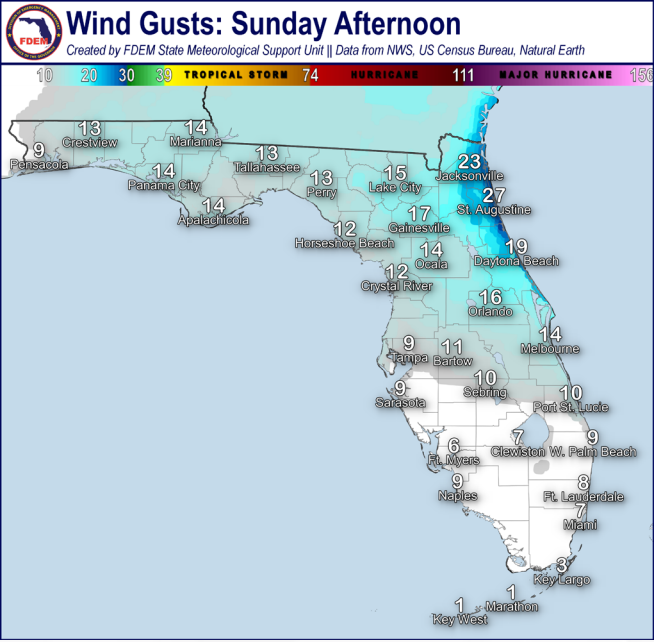 Wind Gusts: Sunday Afternoon
FDEM
Created by FDEM State Meteorological Support Unit || Data from NWS, US Census Bureau, Natural Earth
10 20 30 39 TROPICAL STORM 74 HURRICANE 111 MAJOR HURRICANE 156
13
Crestview
14
Marianna
9
Pensacola
13
Tallahassee
14
Panama City
13
Perry
15
Lake City
23
Jacksonville
14
Apalachicola
27
St. Augustine
17
Gainesville
12
Horseshoe Beach
14
Ocala
19
Daytona Beach
12
Crystal River
16
Orlando
14
Melbourne
9
Tampa
11
Bartow
10
Sebring
9
Sarasota
10
Port St. Lucie
6
Ft. Myers
7
Clewiston
9
W. Palm Beach
9
Naples
8
Ft. Lauderdale
7
Miami
3
Key Largo
1
Marathon
1
Key West